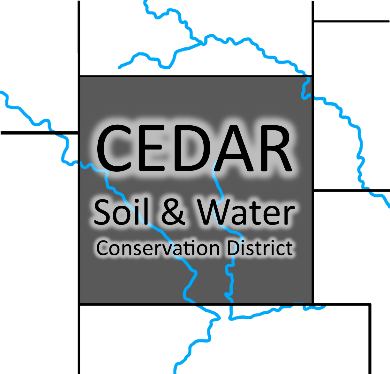 CEDAR
Soil & Water
Conservation District